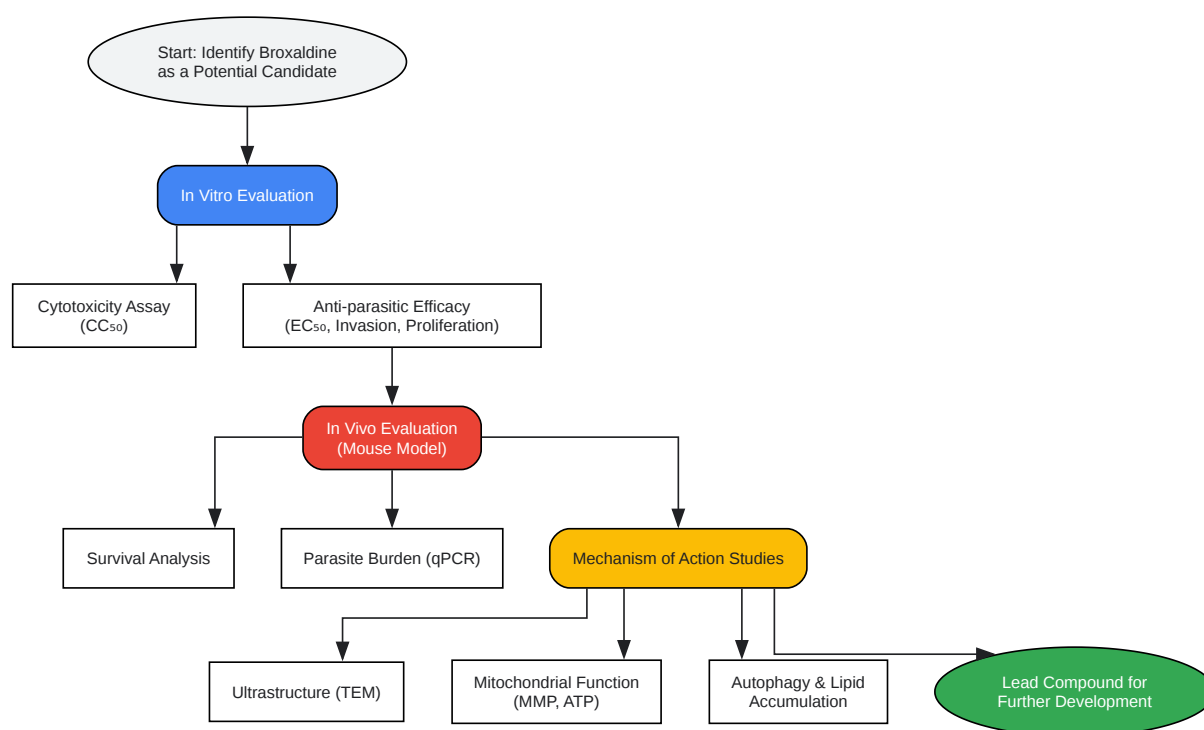 Start: Identify Broxaldine
as a Potential Candidate
In Vitro Evaluation
Cytotoxicity Assay
(CC₅₀)
Anti-parasitic Efficacy
(EC₅₀, Invasion, Proliferation)
In Vivo Evaluation
(Mouse Model)
Survival Analysis
Parasite Burden (qPCR)
Mechanism of Action Studies
Ultrastructure (TEM)
Mitochondrial Function
(MMP, ATP)
Autophagy & Lipid
Accumulation
Lead Compound for
Further Development